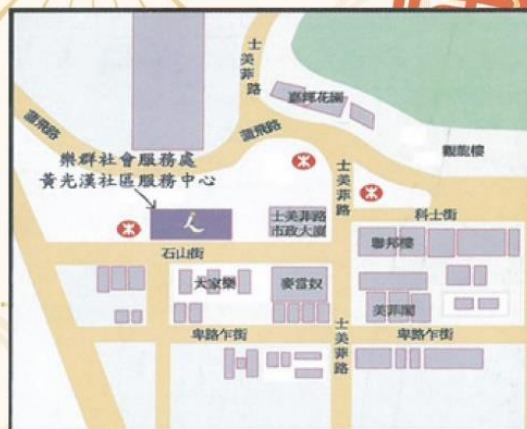 士美菲路
嘉輝花園
蒲飛路
蒲飛路
觀龍樓
樂群社會服務處
黃光漢社區服務中心
士美菲路
士美菲路
市政大廈
科士街
聯邦樓
石山街
大家樂
麥當奴
美菲閣
卑路乍街
士美菲路
卑路乍街